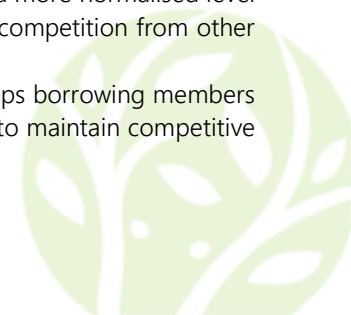 more normalised level
competition from other
ps borrowing members
to maintain competitive